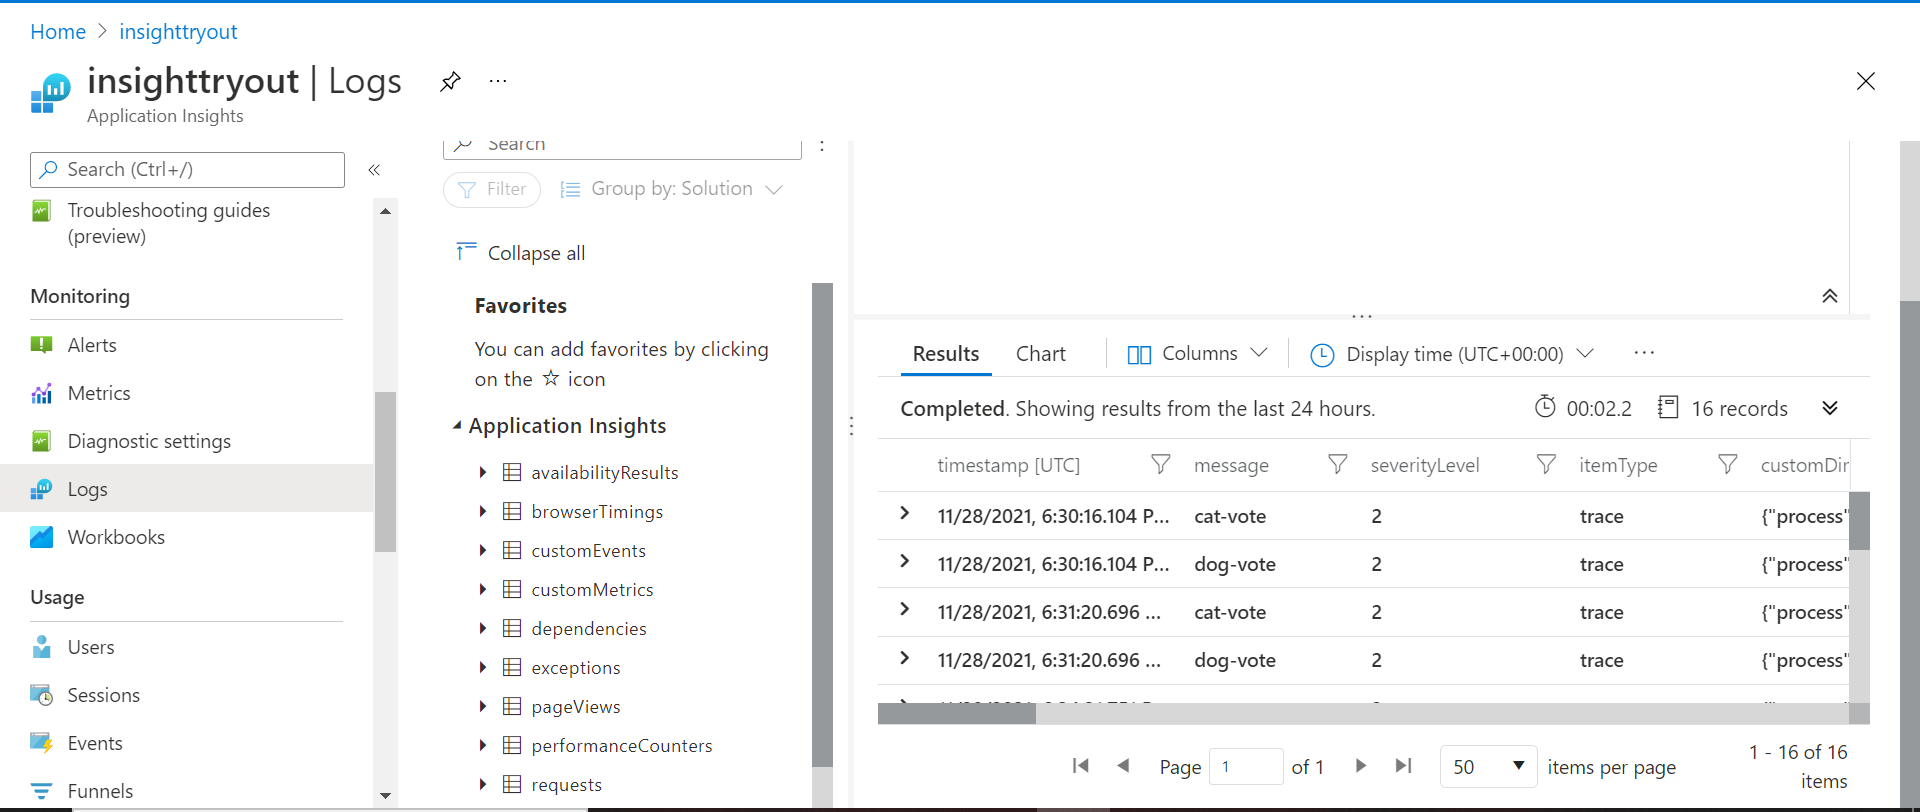 Home > insighttryout
insighttryout | Logs
Application Insights
Search (Ctrl+/)
Troubleshooting guides
(preview)
Monitoring
Alerts
Metrics
Diagnostic settings
Logs
Workbooks
Usage
Users
Sessions
Events
Funnels
Search
Filter
Group by: Solution
Collapse all
Favorites
You can add favorites by clicking
on the ☆ icon
Application Insights
availabilityResults
browserTimings
customEvents
customMetrics
dependencies
exceptions
pageViews
performanceCounters
requests
Results Chart Columns Display time (UTC+00:00) ...
Completed. Showing results from the last 24 hours. 00:02.2 16 records
timestamp [UTC] message severityLevel itemType customDir
11/28/2021, 6:30:16.104 P... cat-vote 2 trace {"process"
11/28/2021, 6:30:16.104 P... dog-vote 2 trace {"process"
11/28/2021, 6:31:20.696 ... cat-vote 2 trace {"process"
11/28/2021, 6:31:20.696 ... dog-vote 2 trace {"process"
Page 1 of 1 50 items per page
1 - 16 of 16
items